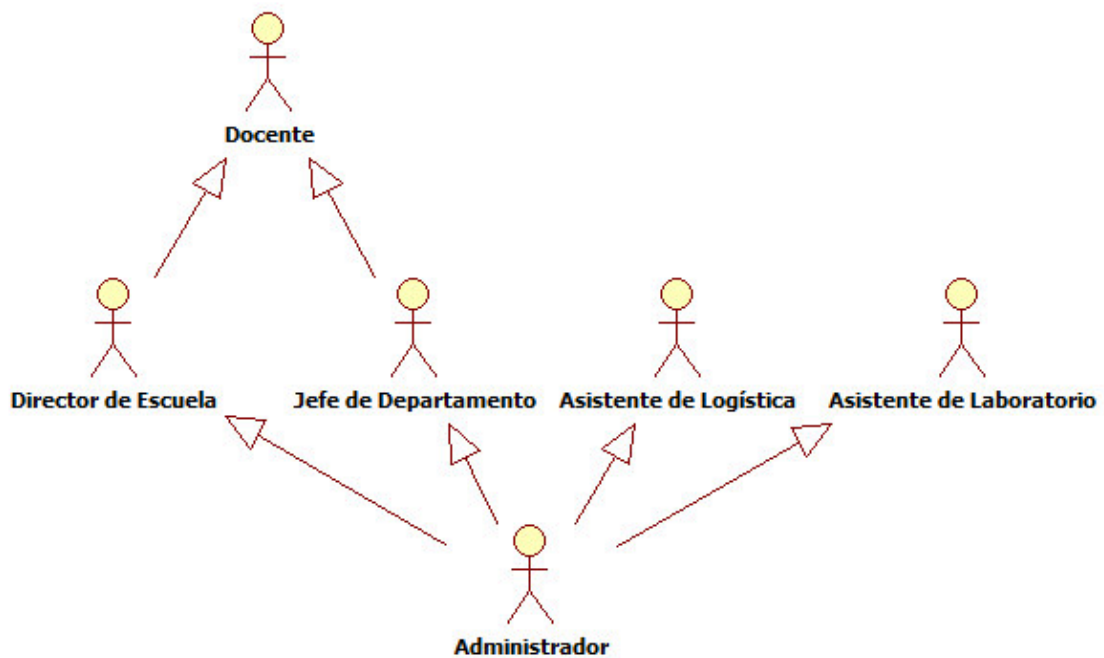 Docente
Director de Escuela
Jefe de Departamento
Asistente de Logística
Asistente de Laboratorio
Administrador